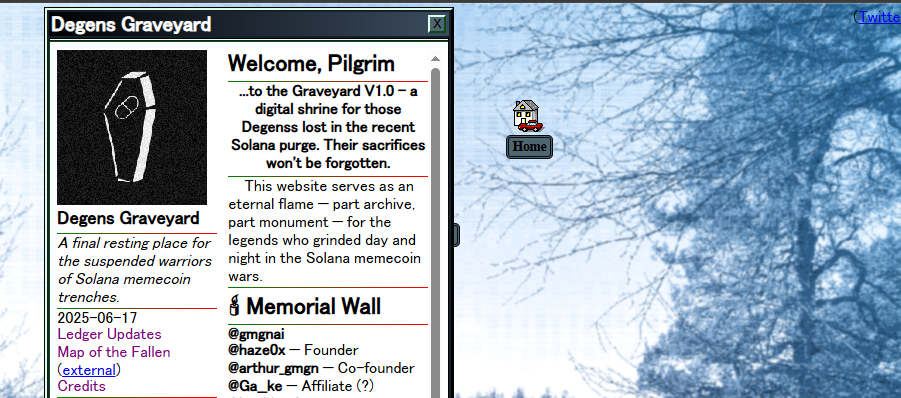 Degens Graveyard
X
Degens Graveyard
A final resting place for
the suspended warriors
of Solana memecoin
trenches.
2025-06-17
Ledger Updates
Map of the Fallen
(external)
Credits
Welcome, Pilgrim
...to the Graveyard V1.0 – a
digital shrine for those
Degenss lost in the recent
Solana purge. Their sacrifices
won't be forgotten.
This website serves as an
eternal flame — part archive,
part monument — for the
legends who grinded day and
night in the Solana memecoin
wars.
🕯 Memorial Wall
@gmgnai
@haze0x — Founder
@arthur_gmgn — Co-founder
@Ga__ke — Affiliate (?)
Home
(Twitte